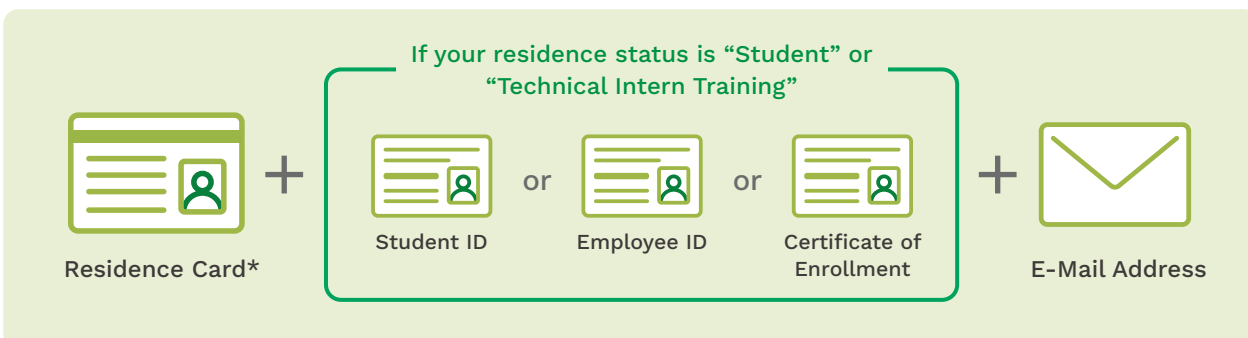 If your residence status is “Student” or
“Technical Intern Training”
Residence Card*
+
Student ID
or
Employee ID
or
Certificate of
Enrollment
+
E-Mail Address